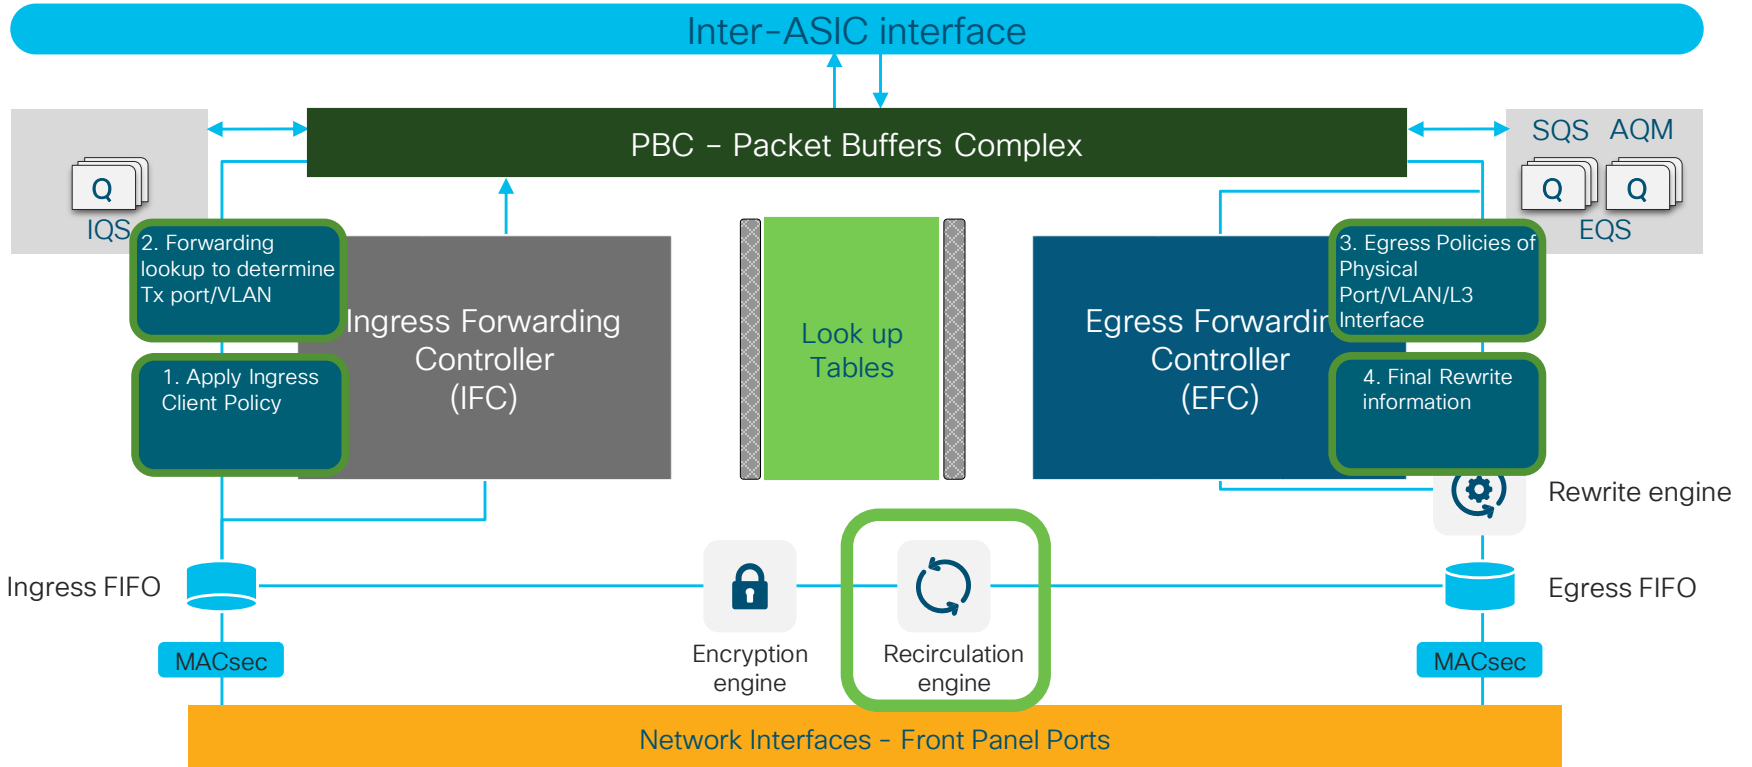 Inter-ASIC interface
PBC – Packet Buffers Complex
Q
IQS
SQS AQM
Q Q
EQS
2. Forwarding
lookup to determine
Tx port/VLAN
1. Apply Ingress
Client Policy
Ingress Forwarding
Controller
(IFC)
Look up
Tables
Egress Forwardin
Controller
(EFC)
3. Egress Policies of
Physical
Port/VLAN/L3
Interface
4. Final Rewrite
information
Rewrite engine
Ingress FIFO
Encryption
engine
Recirculation
engine
Egress FIFO
MACsec
MACsec
Network Interfaces - Front Panel Ports